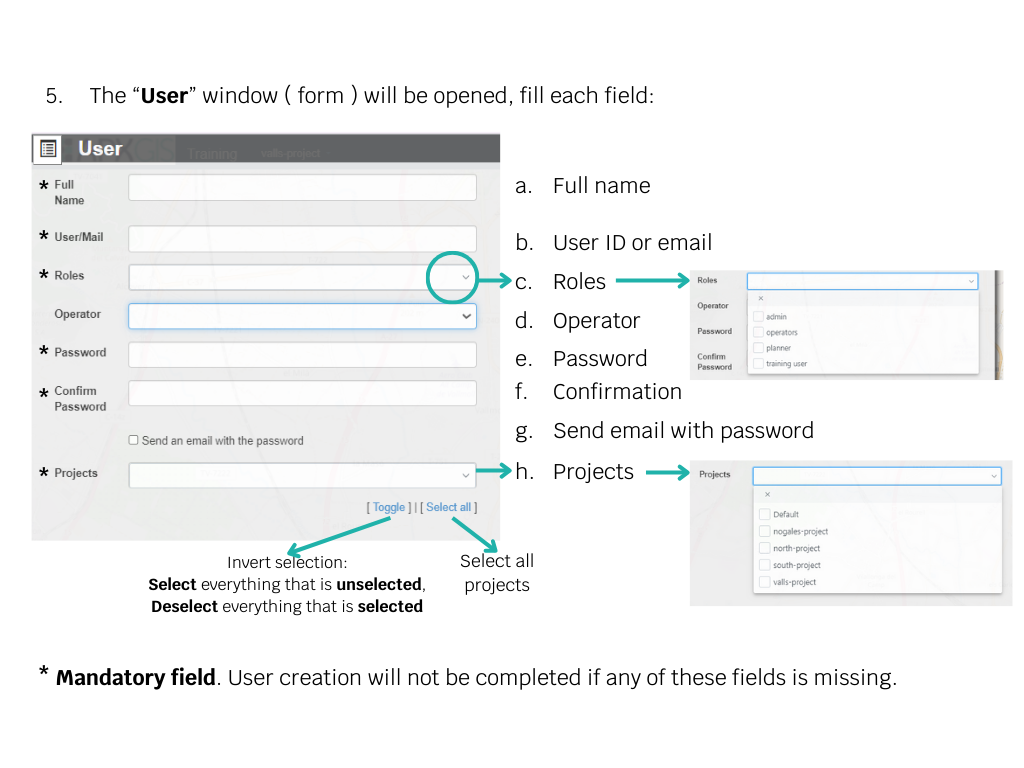 5. The “User” window ( form ) will be opened, fill each field:
User
Training valls-project
* Full
Name
* User/Mail
* Roles
Operator
* Password
* Confirm
Password
Send an email with the password
* Projects
[ Toggle ] | [ Select all ]
a. Full name
b. User ID or email
c. Roles
d. Operator
e. Password
f. Confirmation
g. Send email with password
h. Projects
Roles
×
Operator
admin
operators
Password
planner
Confirm
Password
training user
Projects
×
Default
nogales-project
north-project
south-project
valls-project
Invert selection:
Select everything that is unselected,
Deselect everything that is selected
Select all
projects
* Mandatory field. User creation will not be completed if any of these fields is missing.